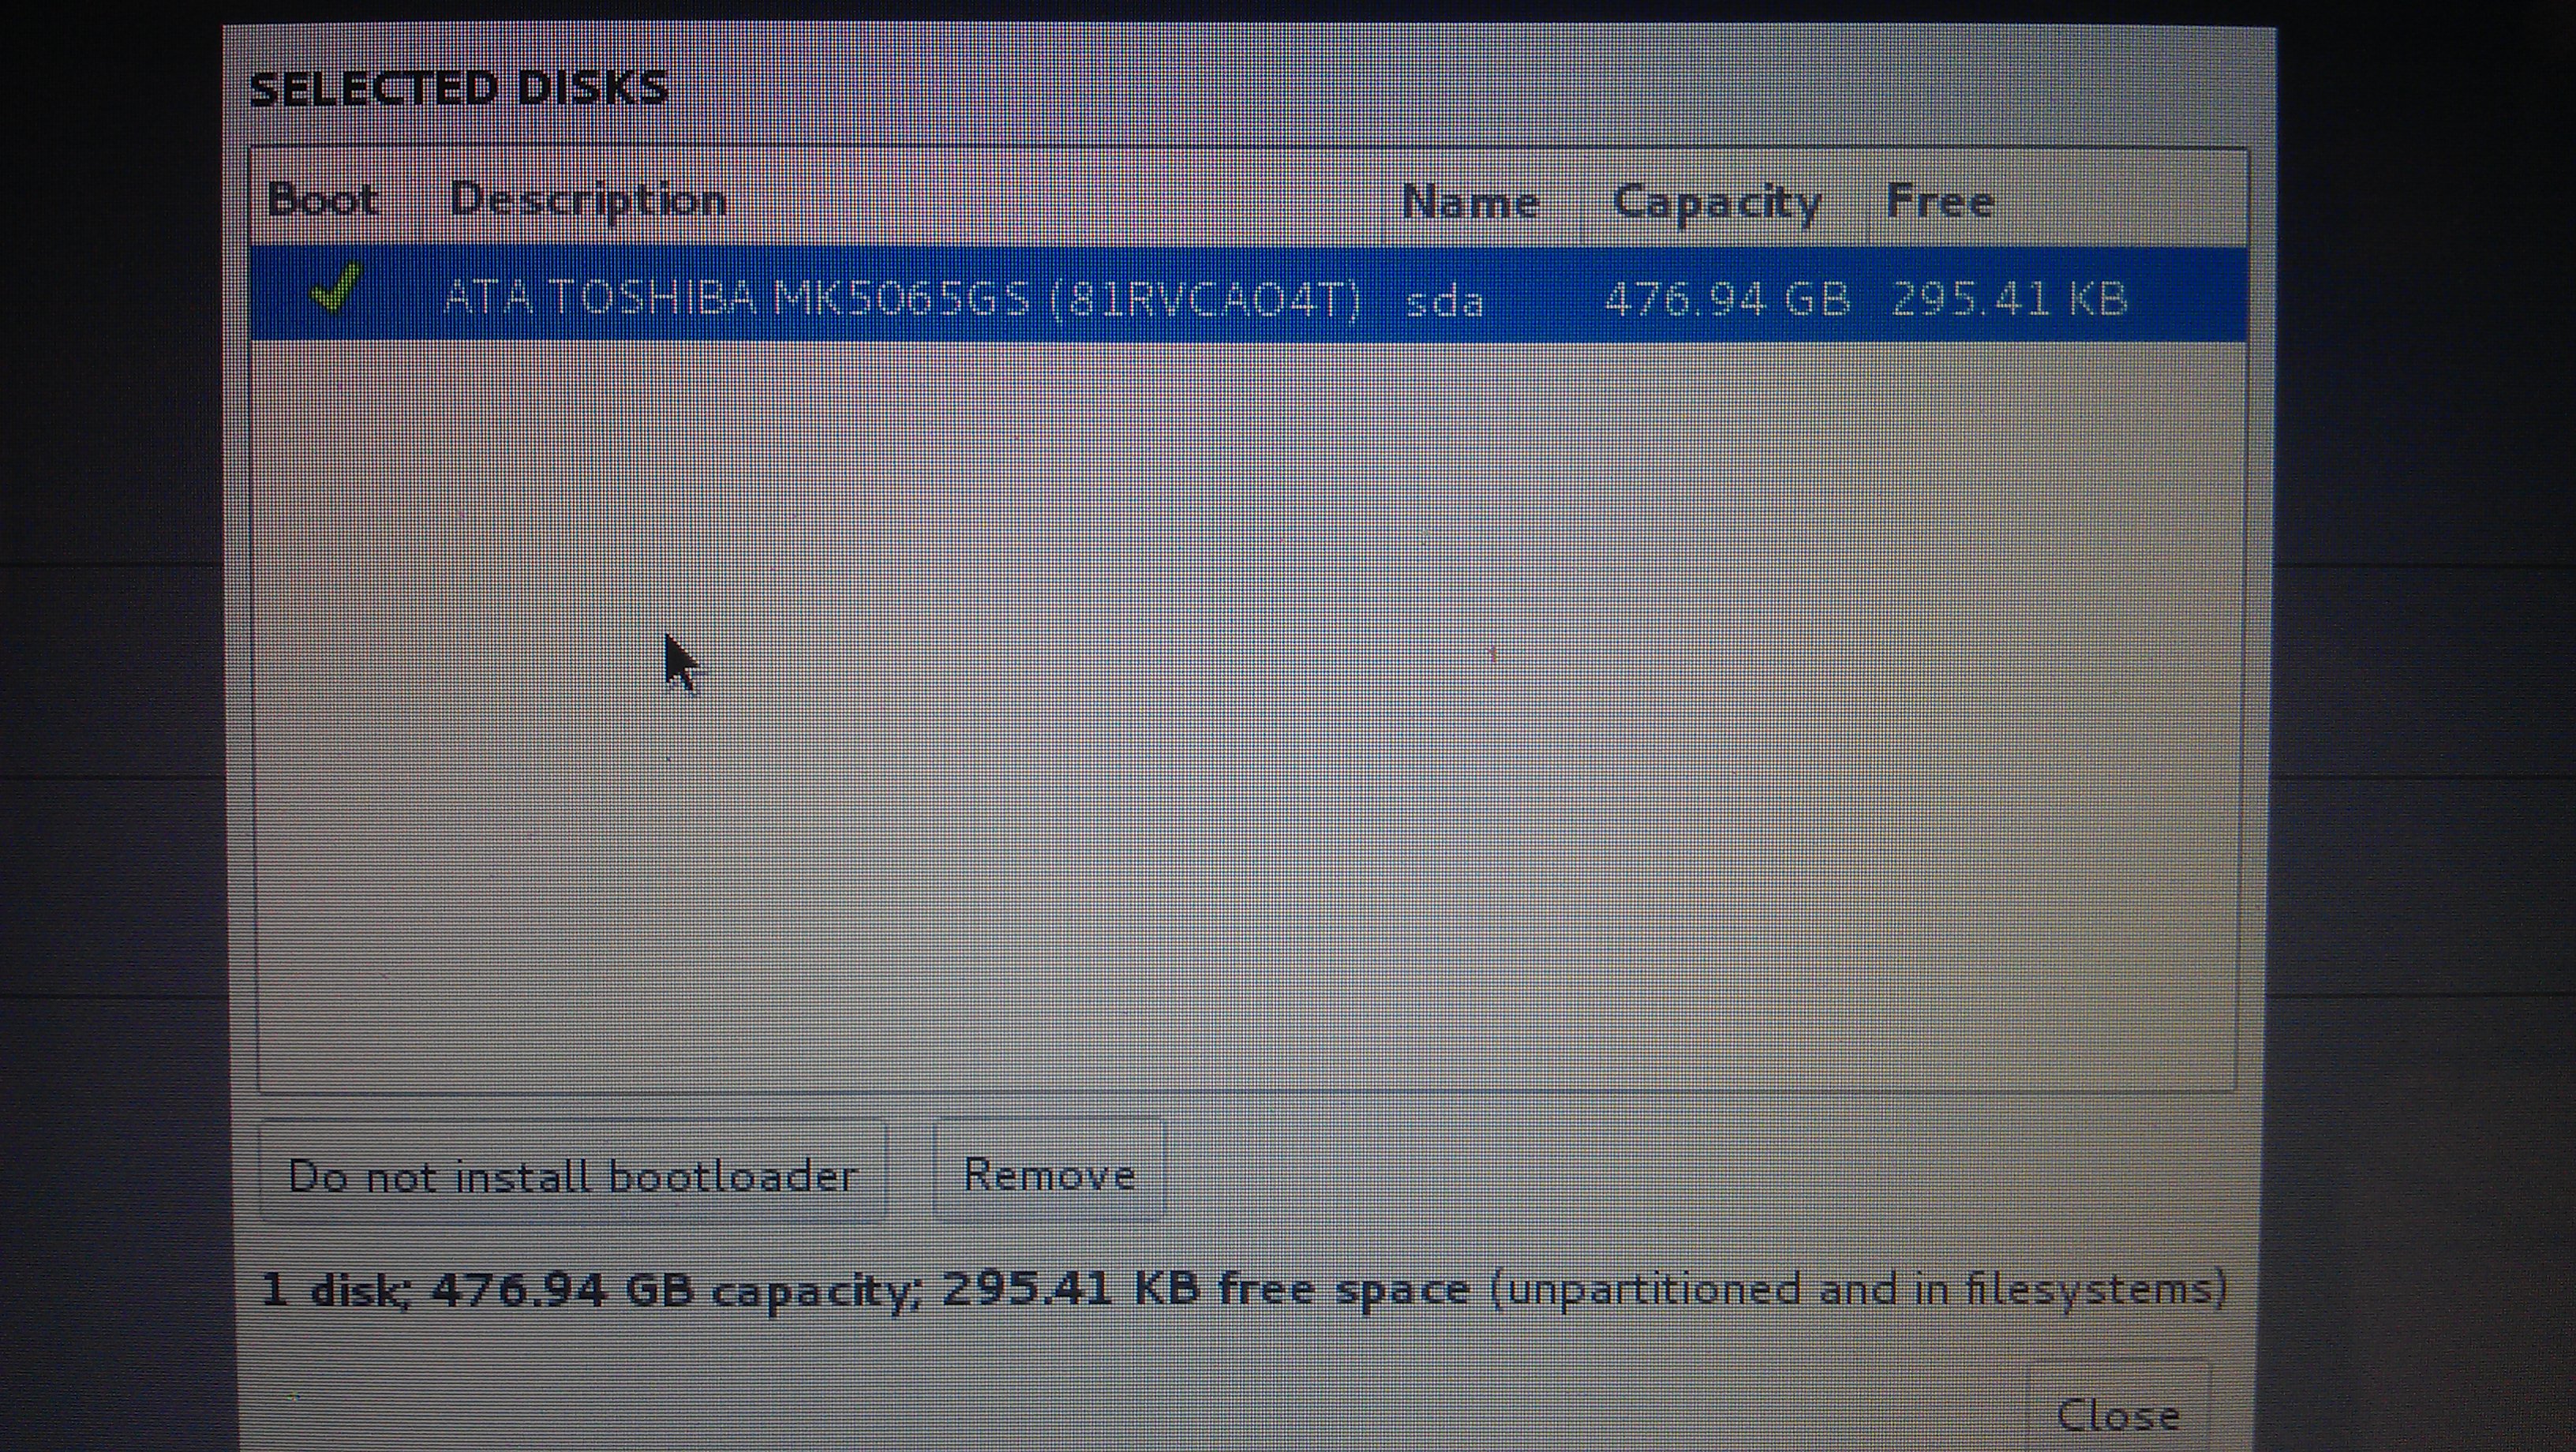 SELECTED DISKS
Boot Description Name Capacity Free
ATA TOSHIBA MK5065GS (81RVCAO4T) sda 476.94 GB 295.41 KB
Do not install bootloader Remove
1 disk; 476.94 GB capacity; 295.41 KB free space (unpartitioned and in filesystems)
Close